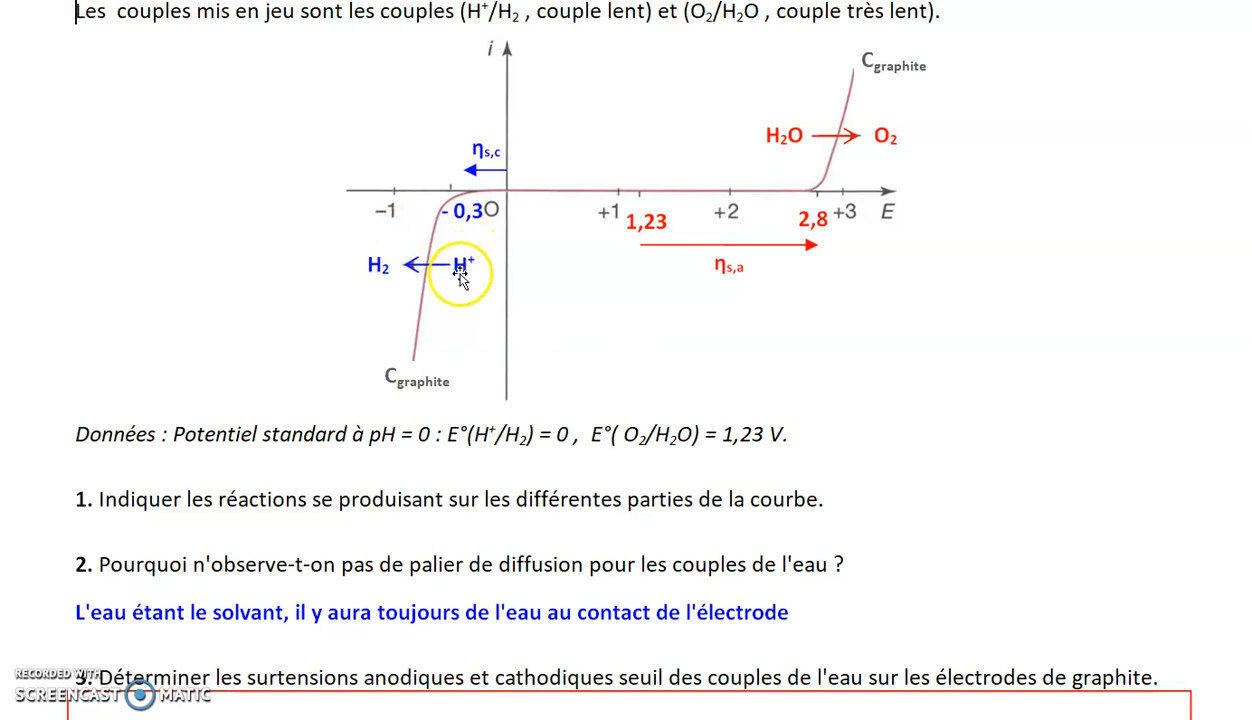 Les couples mis en jeu sont les couples (H⁺/H₂ , couple lent) et (O₂/H₂O , couple très lent).
i
C graphite
H₂O O₂
ηs,c
−1 - 0,3 O +1 1,23 +2 2,8 +3 E
H₂ H⁺ ηs,a
C graphite
Données : Potentiel standard à pH = 0 : E°(H⁺/H₂) = 0 , E°( O₂/H₂O) = 1,23 V.
1. Indiquer les réactions se produisant sur les différentes parties de la courbe.
2. Pourquoi n'observe-t-on pas de palier de diffusion pour les couples de l'eau ?
L'eau étant le solvant, il y aura toujours de l'eau au contact de l'électrode
3. Déterminer les surtensions anodiques et cathodiques seuil des couples de l'eau sur les électrodes de graphite.
RECORDED WITH
SCREENCAST MATIC